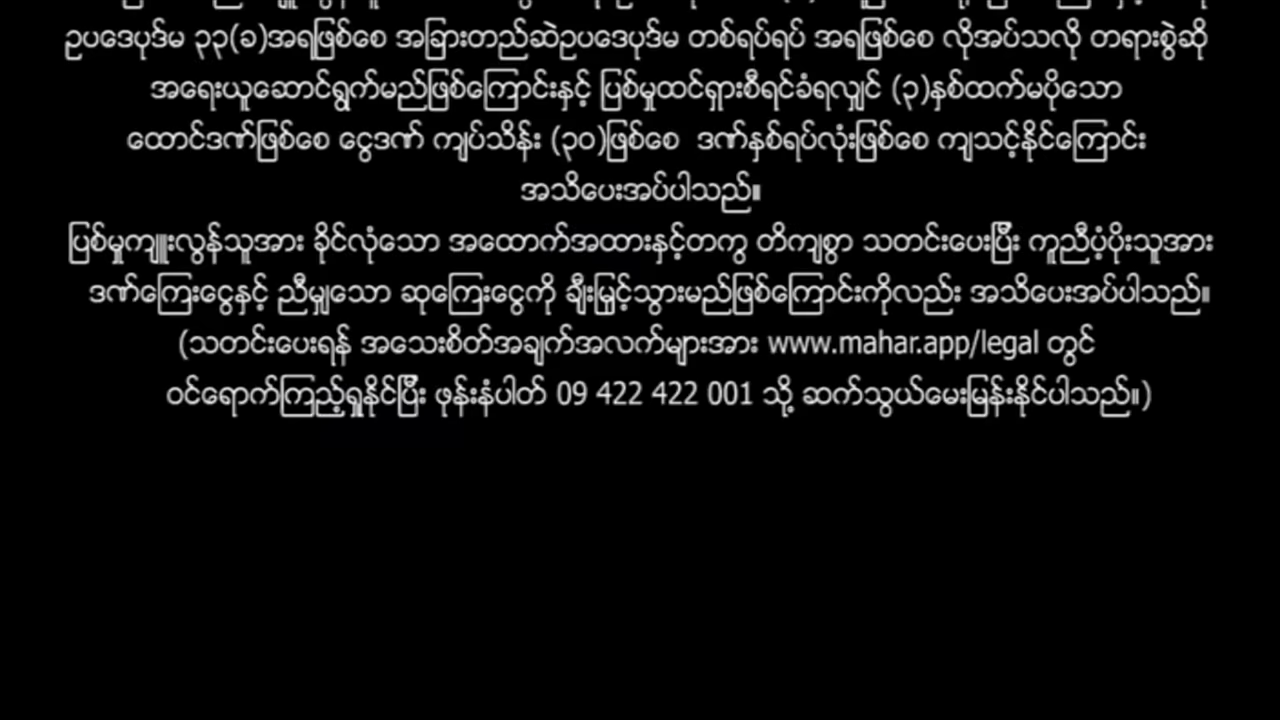 ဥပဒေပုဒ်မ ၃၃(ခ)အရဖြစ်စေ အခြားတည်ဆဲဥပဒေပုဒ်မ တစ်ရပ်ရပ် အရဖြစ်စေ လိုအပ်သလို တရားစွဲဆို
အရေးယူဆောင်ရွက်မည်ဖြစ်ကြောင်းနှင့် ပြစ်မှုထင်ရှားစီရင်ခံရလျှင် (၃)နှစ်ထက်မပိုသော
ထောင်ဒဏ်ဖြစ်စေ ငွေဒဏ် ကျပ်သိန်း (၃၀)ဖြစ်စေ ဒဏ်နှစ်ရပ်လုံးဖြစ်စေ ကျသင့်နိုင်ကြောင်း
အသိပေးအပ်ပါသည်။
ပြစ်မှုကျူးလွန်သူအား ခိုင်လုံသော အထောက်အထားနှင့်တကွ တိကျစွာ သတင်းပေးပြီး ကူညီပံ့ပိုးသူအား
ဒဏ်ကြေးငွေနှင့် ညီမျှသော ဆုကြေးငွေကို ချီးမြှင့်သွားမည်ဖြစ်ကြောင်းကိုလည်း အသိပေးအပ်ပါသည်။
(သတင်းပေးရန် အသေးစိတ်အချက်အလက်များအား www.mahar.app/legal တွင်
ဝင်ရောက်ကြည့်ရှုနိုင်ပြီး ဖုန်းနံပါတ် 09 422 422 001 သို့ ဆက်သွယ်မေးမြန်းနိုင်ပါသည်။)